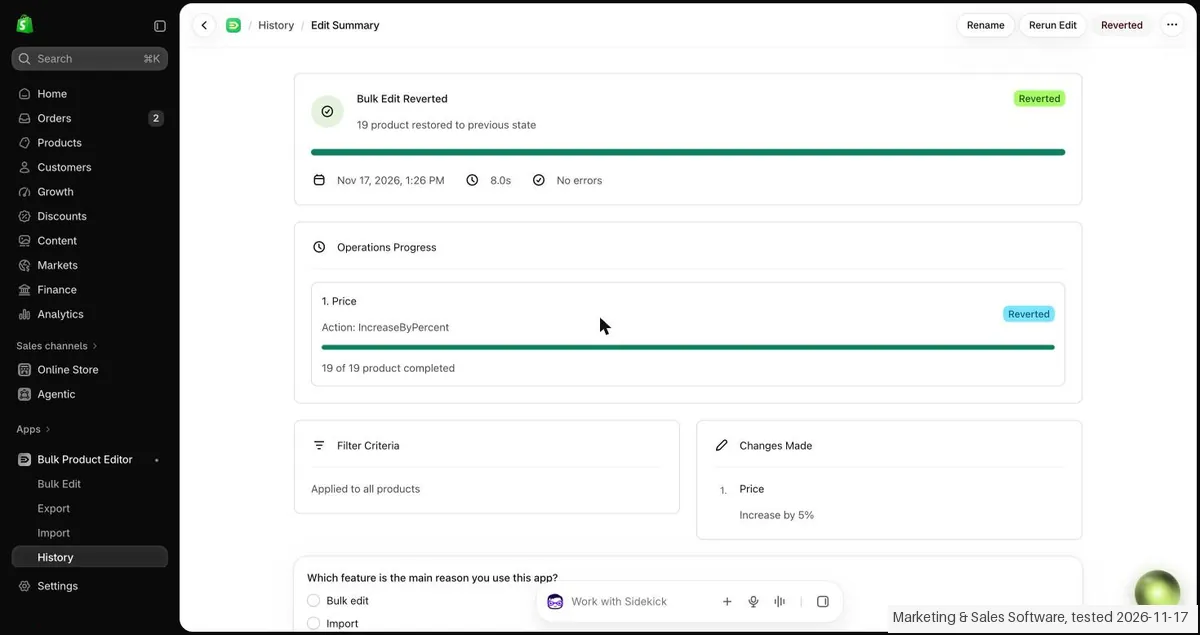 Search ⌘K
Home
Orders 2
Products
Customers
Growth
Discounts
Content
Markets
Finance
Analytics
Sales channels
Online Store
Agentic
Apps
Bulk Product Editor
Bulk Edit
Export
Import
History
Settings
/ History / Edit Summary
Rename Rerun Edit Reverted
Bulk Edit Reverted
Reverted
19 product restored to previous state
Nov 17, 2026, 1:26 PM 8.0s No errors
Operations Progress
1. Price
Reverted
Action: IncreaseByPercent
19 of 19 product completed
Filter Criteria
Applied to all products
Changes Made
1. Price
Increase by 5%
Which feature is the main reason you use this app?
Bulk edit
Import
Work with Sidekick
Marketing & Sales Software, tested 2026-11-17